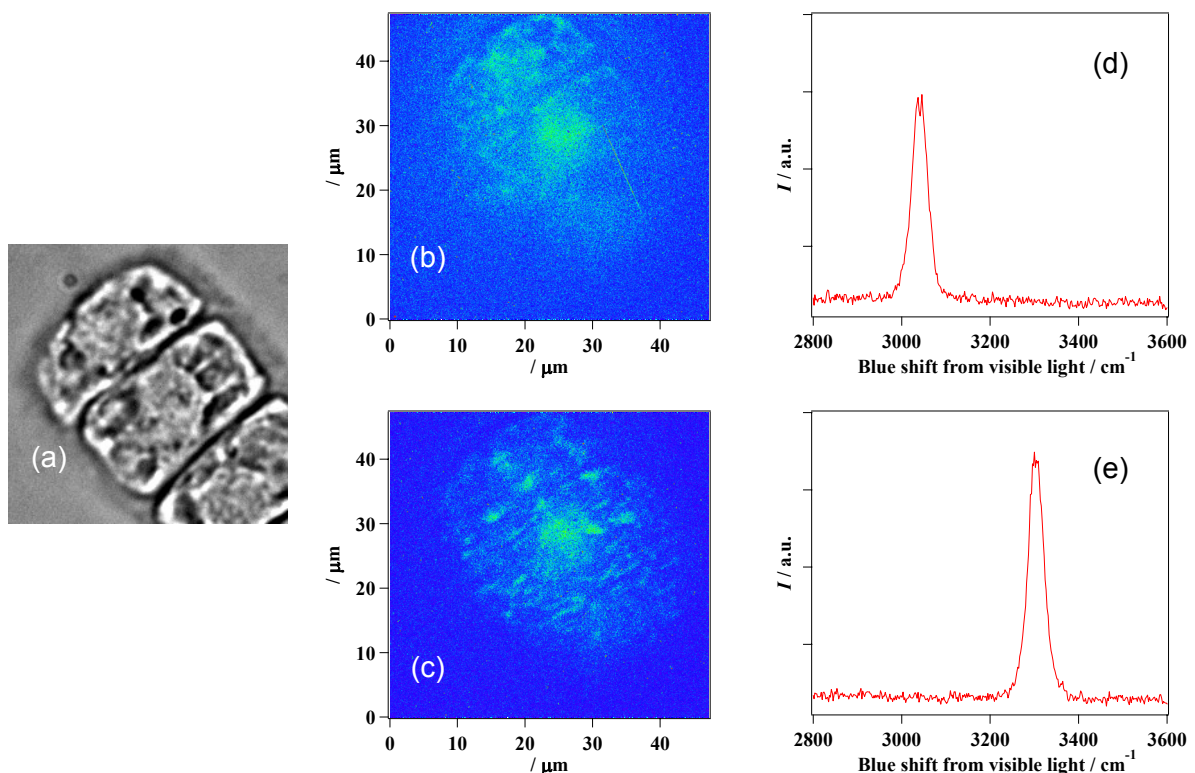 (a)
40
30
20
10
0
/ μm
(b)
0 10 20 30 40
/ μm
(d)
I / a.u.
2800 3000 3200 3400 3600
Blue shift from visible light / cm-1
40
30
20
10
0
/ μm
(c)
0 10 20 30 40
/ μm
(e)
I / a.u.
2800 3000 3200 3400 3600
Blue shift from visible light / cm-1